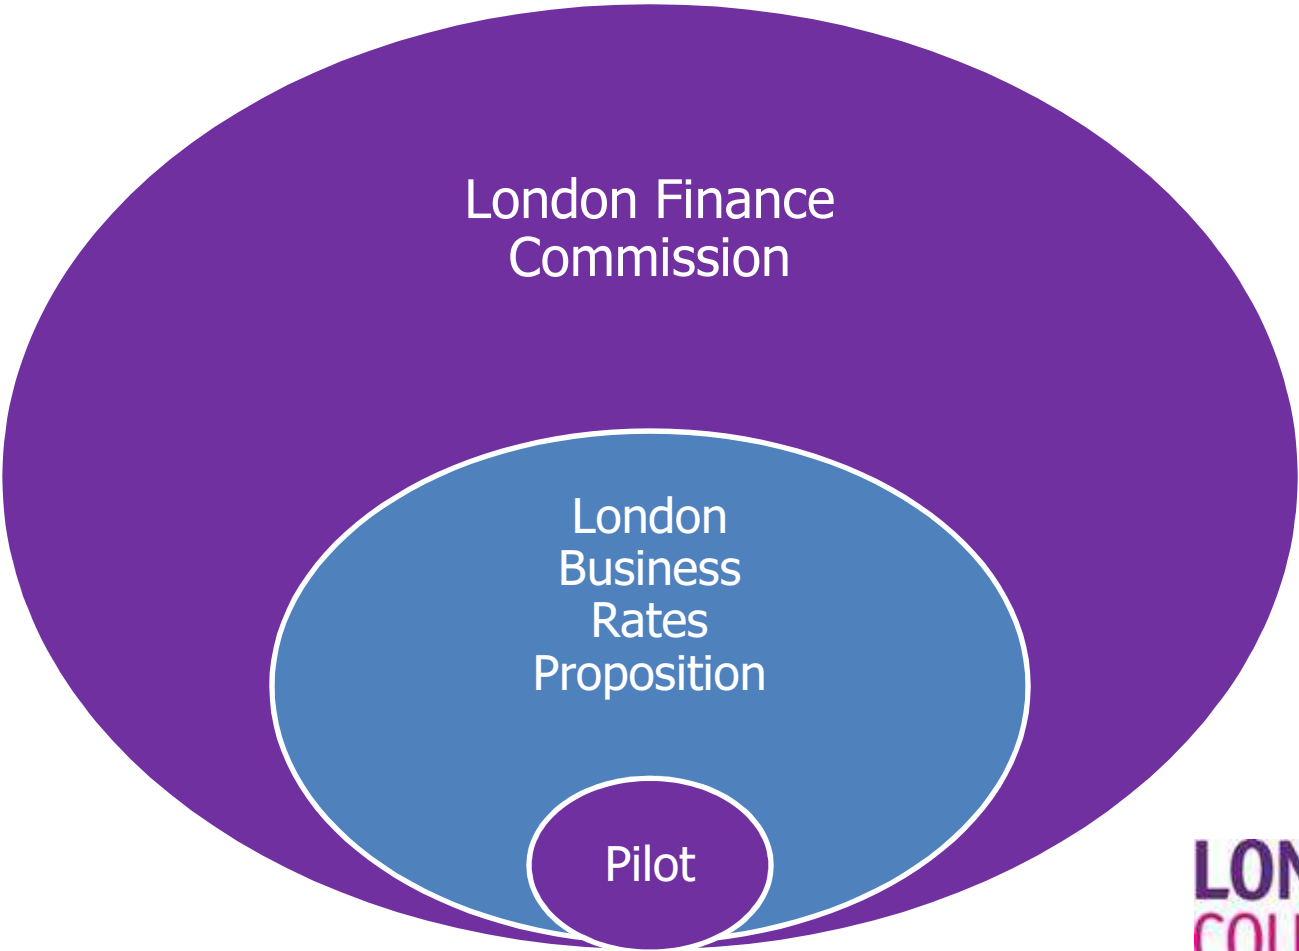 London Finance
Commission
London
Business
Rates
Proposition
Pilot